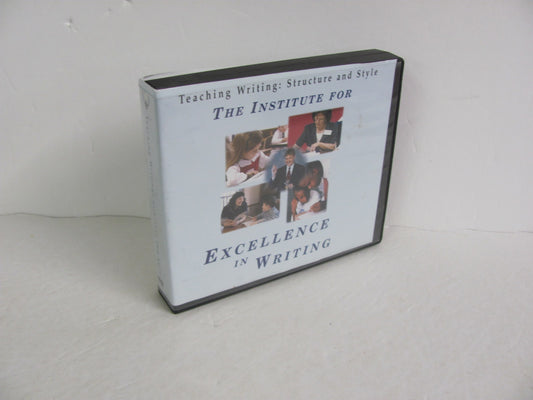 Teaching Writing: Structure and Style
THE INSTITUTE FOR
EXCELLENCE
IN WRITING